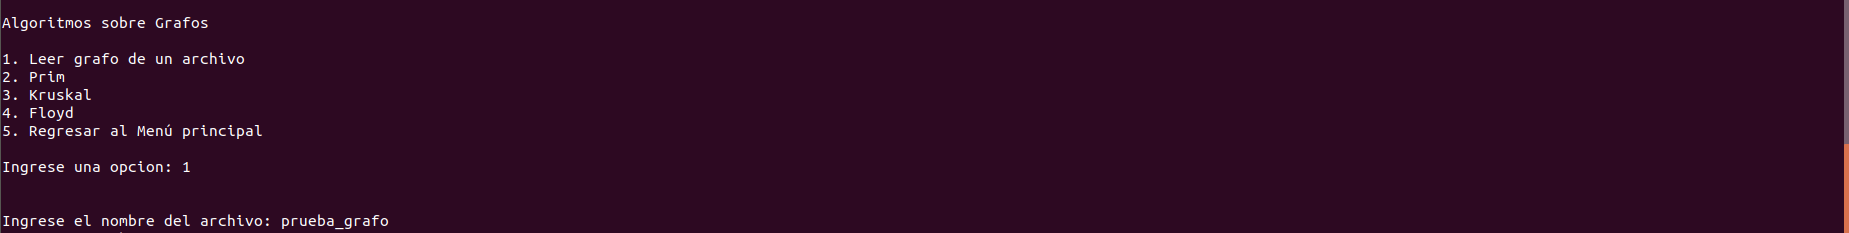 Algoritmos sobre Grafos
1. Leer grafo de un archivo
2. Prim
3. Kruskal
4. Floyd
5. Regresar al Menú principal
Ingrese una opcion: 1
Ingrese el nombre del archivo: prueba_grafo